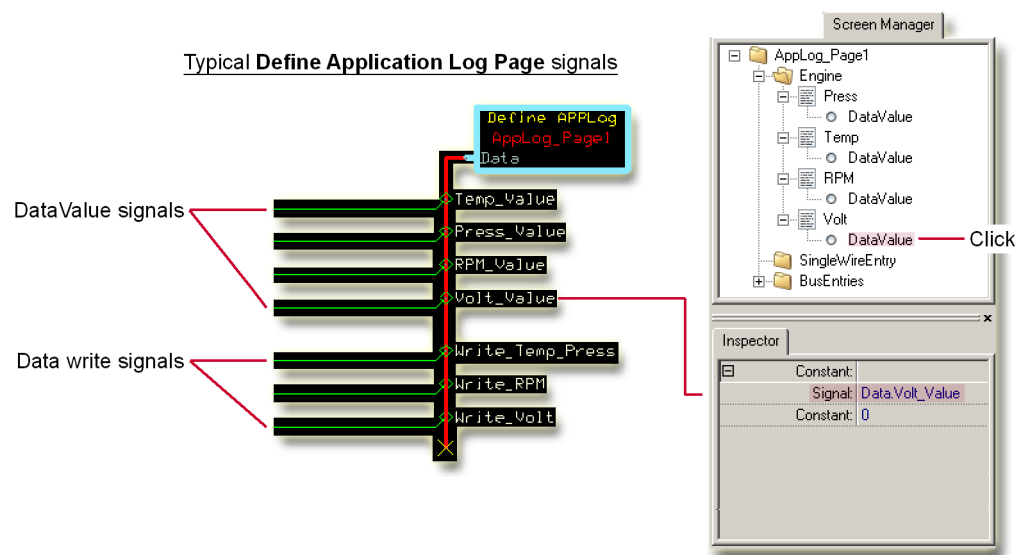 Typical Define Application Log Page signals
Define APPLog
AppLog_Page1
Data
Temp_Value
Press_Value
RPM_Value
Volt_Value
Write_Temp_Press
Write_RPM
Write_Volt
DataValue signals
Data write signals
Screen Manager
AppLog_Page1
Engine
Press
DataValue
Temp
DataValue
RPM
DataValue
Volt
DataValue
Click
SingleWireEntry
BusEntries
Inspector
Constant:
Signal: Data.Volt_Value
Constant: 0